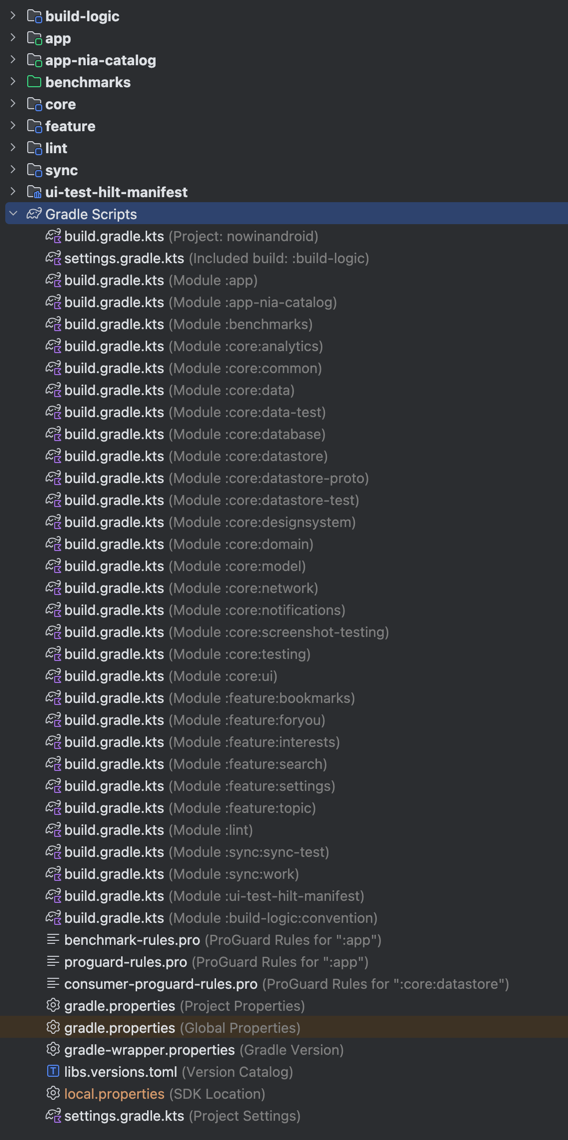 build-logic
app
app-nia-catalog
benchmarks
core
feature
lint
sync
ui-test-hilt-manifest
Gradle Scripts
build.gradle.kts (Project: nowinandroid)
settings.gradle.kts (Included build: :build-logic)
build.gradle.kts (Module :app)
build.gradle.kts (Module :app-nia-catalog)
build.gradle.kts (Module :benchmarks)
build.gradle.kts (Module :core:analytics)
build.gradle.kts (Module :core:common)
build.gradle.kts (Module :core:data)
build.gradle.kts (Module :core:data-test)
build.gradle.kts (Module :core:database)
build.gradle.kts (Module :core:datastore)
build.gradle.kts (Module :core:datastore-proto)
build.gradle.kts (Module :core:datastore-test)
build.gradle.kts (Module :core:designsystem)
build.gradle.kts (Module :core:domain)
build.gradle.kts (Module :core:model)
build.gradle.kts (Module :core:network)
build.gradle.kts (Module :core:notifications)
build.gradle.kts (Module :core:screenshot-testing)
build.gradle.kts (Module :core:testing)
build.gradle.kts (Module :core:ui)
build.gradle.kts (Module :feature:bookmarks)
build.gradle.kts (Module :feature:foryou)
build.gradle.kts (Module :feature:interests)
build.gradle.kts (Module :feature:search)
build.gradle.kts (Module :feature:settings)
build.gradle.kts (Module :feature:topic)
build.gradle.kts (Module :lint)
build.gradle.kts (Module :sync:sync-test)
build.gradle.kts (Module :sync:work)
build.gradle.kts (Module :ui-test-hilt-manifest)
build.gradle.kts (Module :build-logic:convention)
benchmark-rules.pro (ProGuard Rules for ":app")
proguard-rules.pro (ProGuard Rules for ":app")
consumer-proguard-rules.pro (ProGuard Rules for ":core:datastore")
gradle.properties (Project Properties)
gradle.properties (Global Properties)
gradle-wrapper.properties (Gradle Version)
T libs.versions.toml (Version Catalog)
local.properties (SDK Location)
settings.gradle.kts (Project Settings)